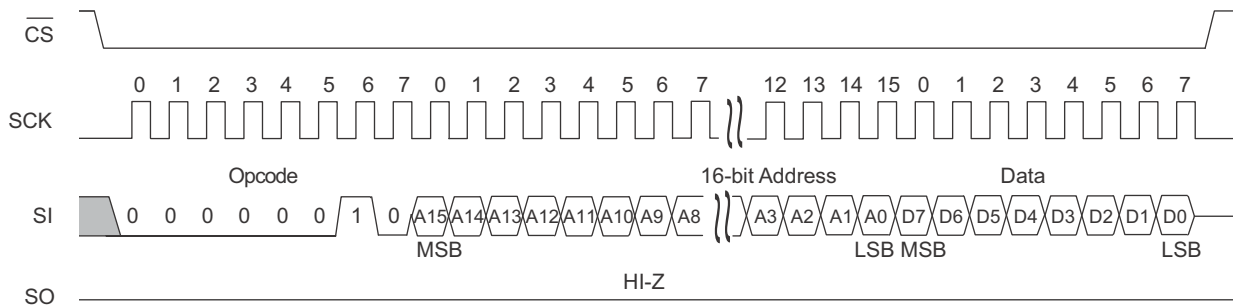 CS
0 1 2 3 4 5 6 7 0 1 2 3 4 5 6 7 12 13 14 15 0 1 2 3 4 5 6 7
SCK
Opcode 16-bit Address Data
SI 0 0 0 0 0 0 1 0 A15 A14 A13 A12 A11 A10 A9 A8 A3 A2 A1 A0 D7 D6 D5 D4 D3 D2 D1 D0
MSB LSB MSB LSB
HI-Z
SO